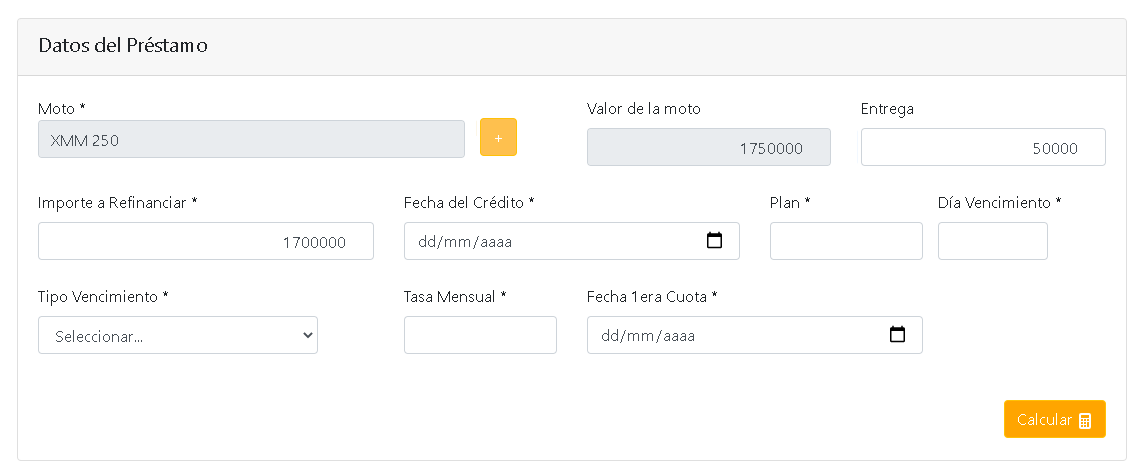 Datos del Préstamo
Moto * Valor de la moto Entrega
XMM 250 + 1750000 50000
Importe a Refinanciar * Fecha del Crédito * Plan * Día Vencimiento *
1700000 dd/mm/aaaa
Tipo Vencimiento * Tasa Mensual * Fecha 1era Cuota *
Seleccionar... dd/mm/aaaa
Calcular